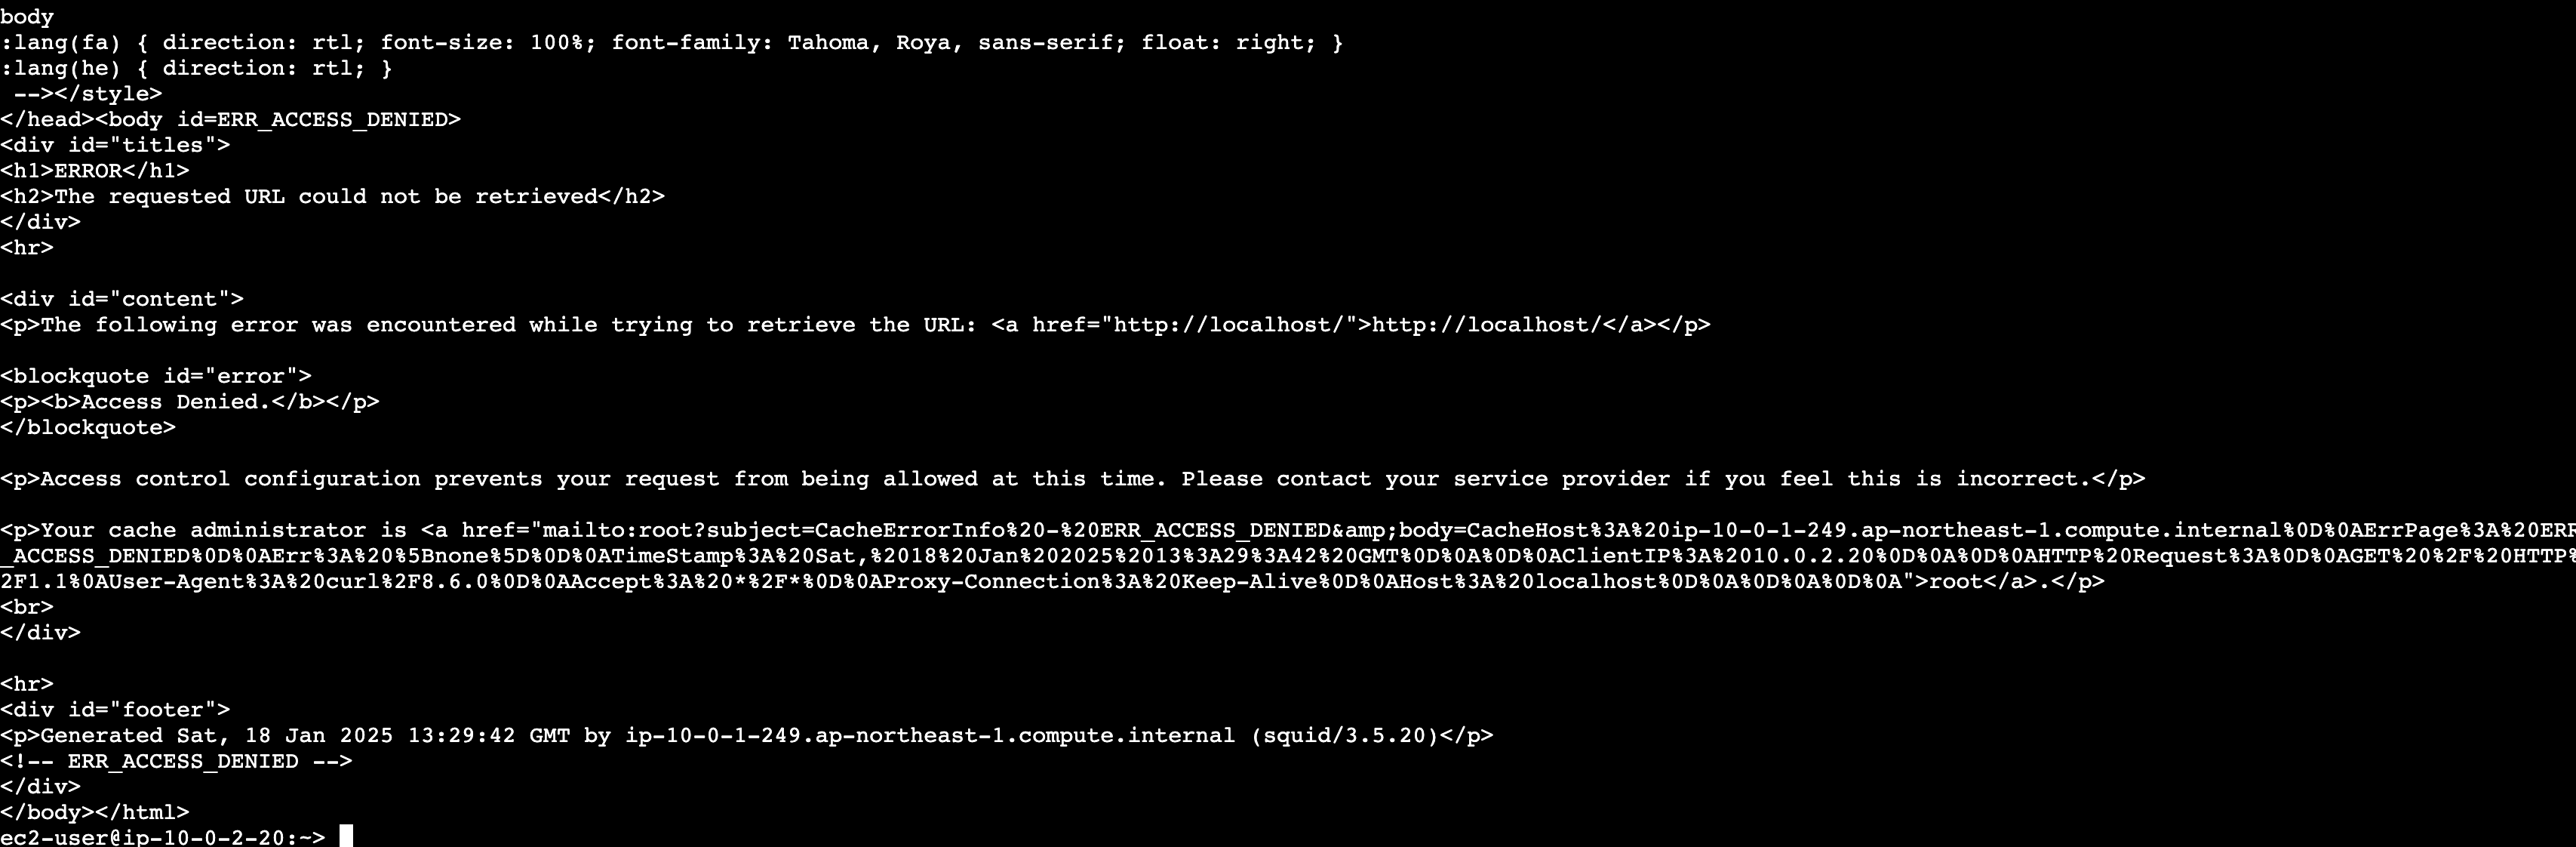 body
:lang(fa) { direction: rtl; font-size: 100%; font-family: Tahoma, Roya, sans-serif; float: right; }
:lang(he) { direction: rtl; }
 --></style>
</head><body id=ERR_ACCESS_DENIED>
<div id="titles">
<h1>ERROR</h1>
<h2>The requested URL could not be retrieved</h2>
</div>
<hr>

<div id="content">
<p>The following error was encountered while trying to retrieve the URL: <a href="http://localhost/">http://localhost/</a></p>

<blockquote id="error">
<p><b>Access Denied.</b></p>
</blockquote>

<p>Access control configuration prevents your request from being allowed at this time. Please contact your service provider if you feel this is incorrect.</p>

<p>Your cache administrator is <a href="mailto:root?subject=CacheErrorInfo%20-%20ERR_ACCESS_DENIED&amp;body=CacheHost%3A%20ip-10-0-1-249.ap-northeast-1.compute.internal%0D%0AErrPage%3A%20ERR
_ACCESS_DENIED%0D%0AErr%3A%20%5Bnone%5D%0D%0ATimeStamp%3A%20Sat,%2018%20Jan%202025%2013%3A29%3A42%20GMT%0D%0A%0D%0AClientIP%3A%2010.0.2.20%0D%0A%0D%0AHTTP%20Request%3A%0D%0AGET%20%2F%20HTTP%
2F1.1%0AUser-Agent%3A%20curl%2F8.6.0%0D%0AAccept%3A%20*%2F*%0D%0AProxy-Connection%3A%20Keep-Alive%0D%0AHost%3A%20localhost%0D%0A%0D%0A%0D%0A">root</a>.</p>
<br>
</div>

<hr>
<div id="footer">
<p>Generated Sat, 18 Jan 2025 13:29:42 GMT by ip-10-0-1-249.ap-northeast-1.compute.internal (squid/3.5.20)</p>
<!-- ERR_ACCESS_DENIED -->
</div>
</body></html>
ec2-user@ip-10-0-2-20:~>